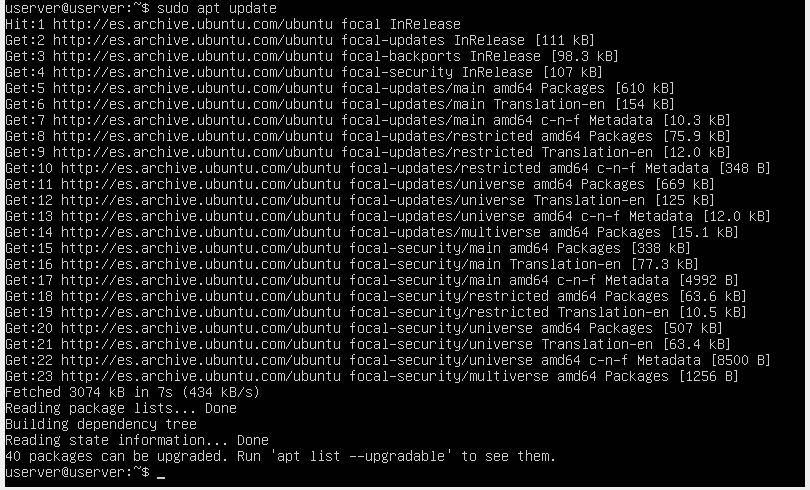 userver@userver:~$ sudo apt update
Hit:1 http://es.archive.ubuntu.com/ubuntu focal InRelease
Get:2 http://es.archive.ubuntu.com/ubuntu focal-updates InRelease [111 kB]
Get:3 http://es.archive.ubuntu.com/ubuntu focal-backports InRelease [98.3 kB]
Get:4 http://es.archive.ubuntu.com/ubuntu focal-security InRelease [107 kB]
Get:5 http://es.archive.ubuntu.com/ubuntu focal-updates/main amd64 Packages [610 kB]
Get:6 http://es.archive.ubuntu.com/ubuntu focal-updates/main Translation-en [154 kB]
Get:7 http://es.archive.ubuntu.com/ubuntu focal-updates/main amd64 c-n-f Metadata [10.3 kB]
Get:8 http://es.archive.ubuntu.com/ubuntu focal-updates/restricted amd64 Packages [75.9 kB]
Get:9 http://es.archive.ubuntu.com/ubuntu focal-updates/restricted Translation-en [12.0 kB]
Get:10 http://es.archive.ubuntu.com/ubuntu focal-updates/restricted amd64 c-n-f Metadata [348 B]
Get:11 http://es.archive.ubuntu.com/ubuntu focal-updates/universe amd64 Packages [669 kB]
Get:12 http://es.archive.ubuntu.com/ubuntu focal-updates/universe Translation-en [125 kB]
Get:13 http://es.archive.ubuntu.com/ubuntu focal-updates/universe amd64 c-n-f Metadata [12.0 kB]
Get:14 http://es.archive.ubuntu.com/ubuntu focal-updates/multiverse amd64 Packages [15.1 kB]
Get:15 http://es.archive.ubuntu.com/ubuntu focal-security/main amd64 Packages [338 kB]
Get:16 http://es.archive.ubuntu.com/ubuntu focal-security/main Translation-en [77.3 kB]
Get:17 http://es.archive.ubuntu.com/ubuntu focal-security/main amd64 c-n-f Metadata [4992 B]
Get:18 http://es.archive.ubuntu.com/ubuntu focal-security/restricted amd64 Packages [63.6 kB]
Get:19 http://es.archive.ubuntu.com/ubuntu focal-security/restricted Translation-en [10.5 kB]
Get:20 http://es.archive.ubuntu.com/ubuntu focal-security/universe amd64 Packages [507 kB]
Get:21 http://es.archive.ubuntu.com/ubuntu focal-security/universe Translation-en [63.4 kB]
Get:22 http://es.archive.ubuntu.com/ubuntu focal-security/universe amd64 c-n-f Metadata [8500 B]
Get:23 http://es.archive.ubuntu.com/ubuntu focal-security/multiverse amd64 Packages [1256 B]
Fetched 3074 kB in 7s (434 kB/s)
Reading package lists... Done
Building dependency tree
Reading state information... Done
40 packages can be upgraded. Run 'apt list --upgradable' to see them.
userver@userver:~$ _